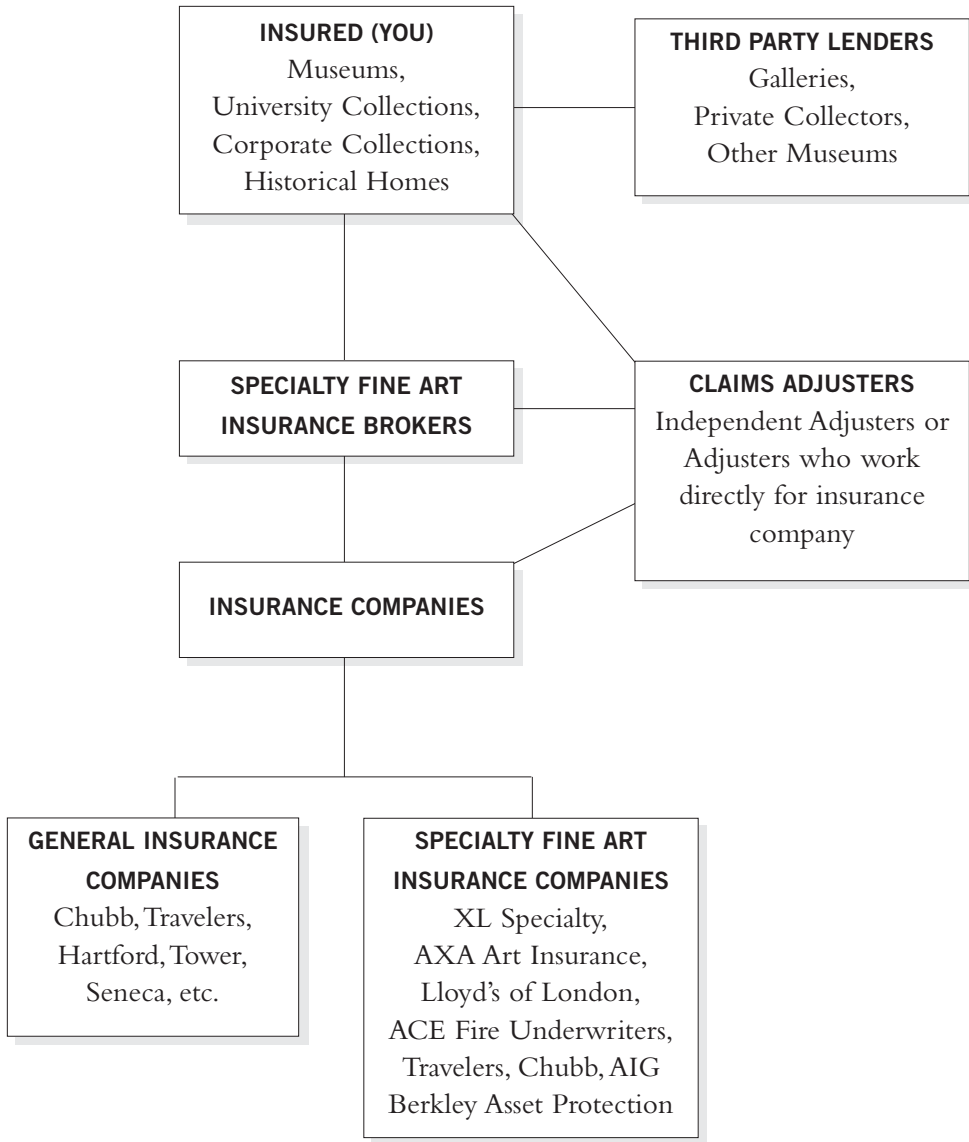 INSURED (YOU)
Museums,
University Collections,
Corporate Collections,
Historical Homes
THIRD PARTY LENDERS
Galleries,
Private Collectors,
Other Museums
SPECIALTY FINE ART
INSURANCE BROKERS
CLAIMS ADJUSTERS
Independent Adjusters or
Adjusters who work
directly for insurance
company
INSURANCE COMPANIES
GENERAL INSURANCE
COMPANIES
Chubb, Travelers,
Hartford, Tower,
Seneca, etc.
SPECIALTY FINE ART
INSURANCE COMPANIES
XL Specialty,
AXA Art Insurance,
Lloyd’s of London,
ACE Fire Underwriters,
Travelers, Chubb, AIG
Berkley Asset Protection